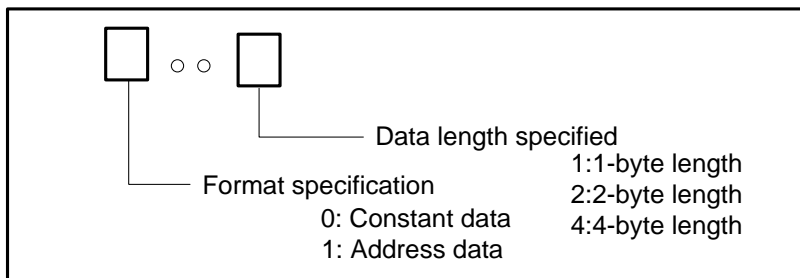 Data length specified
1:1-byte length
2:2-byte length
4:4-byte length
Format specification
0: Constant data
1: Address data